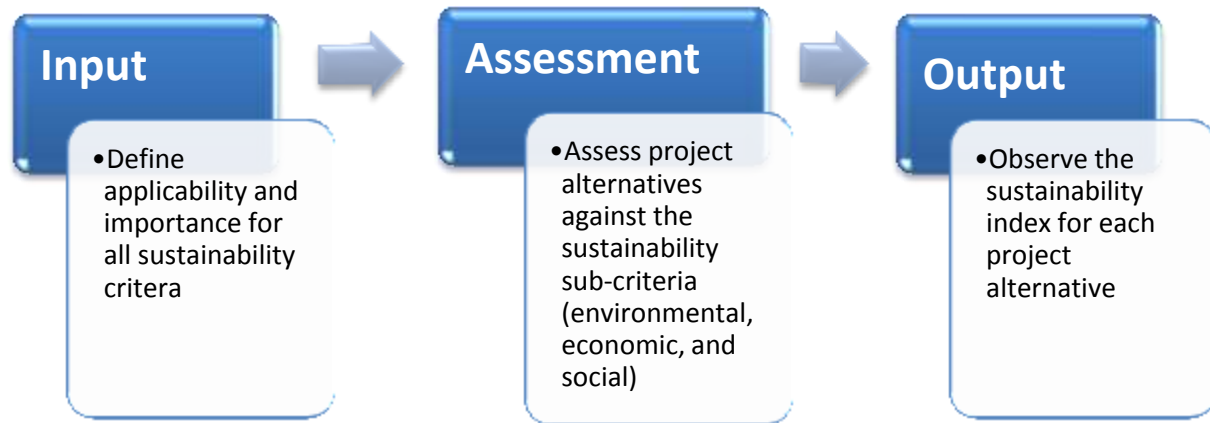 Input
•Define
applicability and
importance for
all sustainability
critera
Assessment
•Assess project
alternatives
against the
sustainability
sub-criteria
(environmental,
economic, and
social)
Output
•Observe the
sustainability
index for each
project
alternative